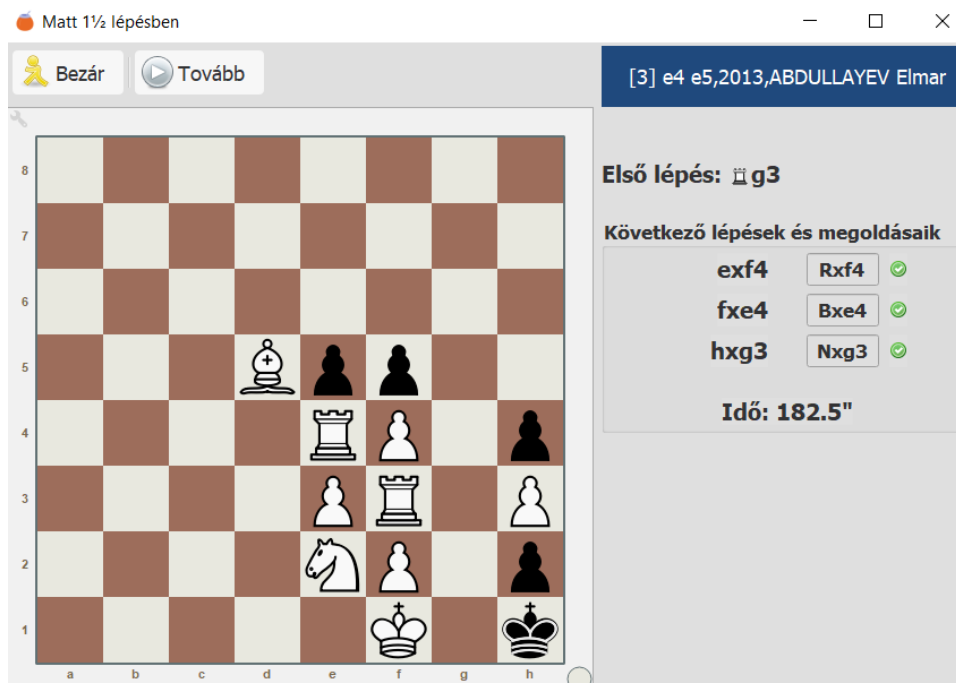 Matt 1½ lépésben
Bezár
Tovább
[3] e4 e5,2013,ABDULLAYEV Elmar
Első lépés: ♖g3
Következő lépések és megoldásaik
exf4 Rxf4
fxe4 Bxe4
hxg3 Nxg3
Idő: 182.5"
8
7
6
5
4
3
2
1
a b c d e f g h